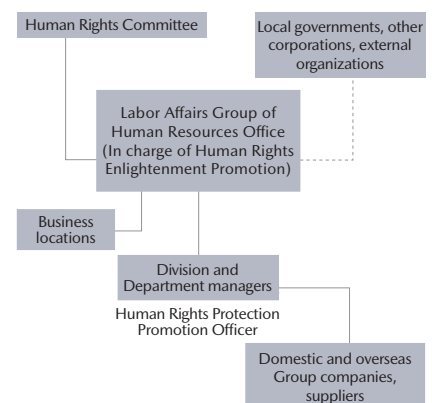 Human Rights Committee
Local governments, other
corporations, external
organizations
Labor Affairs Group of
Human Resources Office
(In charge of Human Rights
Enlightenment Promotion)
Business
locations
Division and
Department managers
Human Rights Protection
Promotion Officer
Domestic and overseas
Group companies,
suppliers